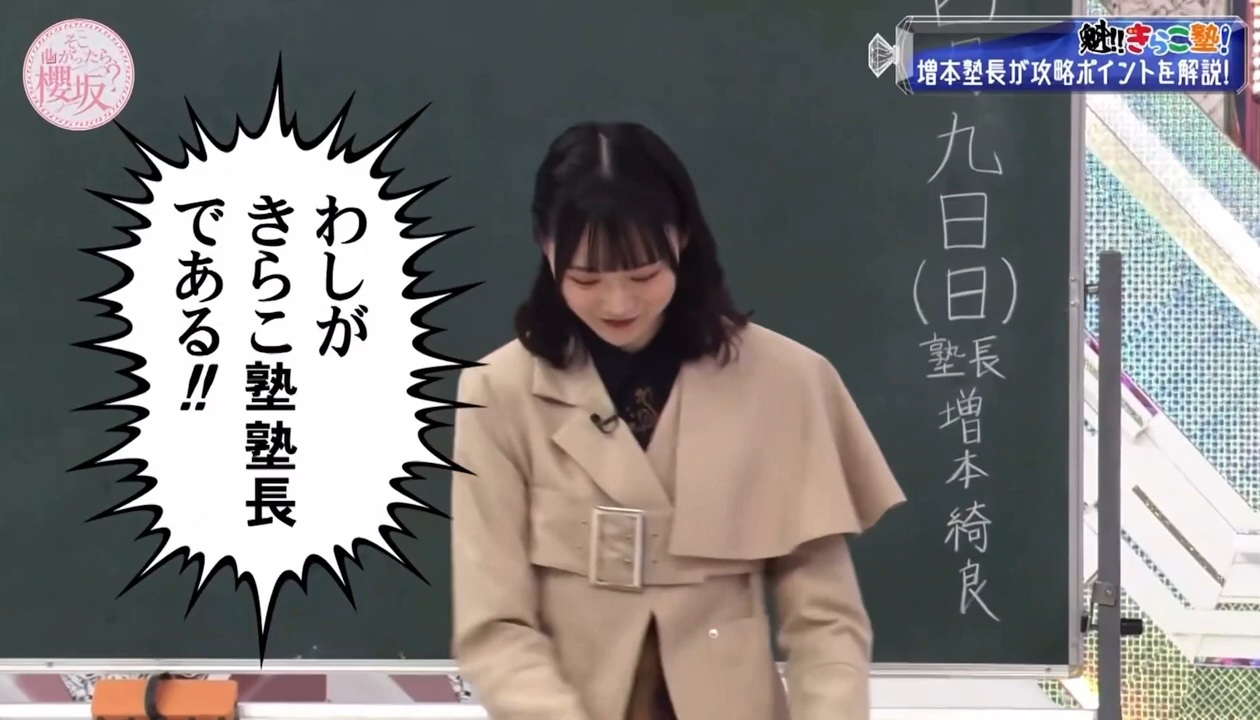 そこ
曲がったら、
櫻坂?
魁!!きらこ塾!
増本塾長が攻略ポイントを解説!
わしが
きらこ塾塾長
である!!
九日(日)
塾長
増本綺良